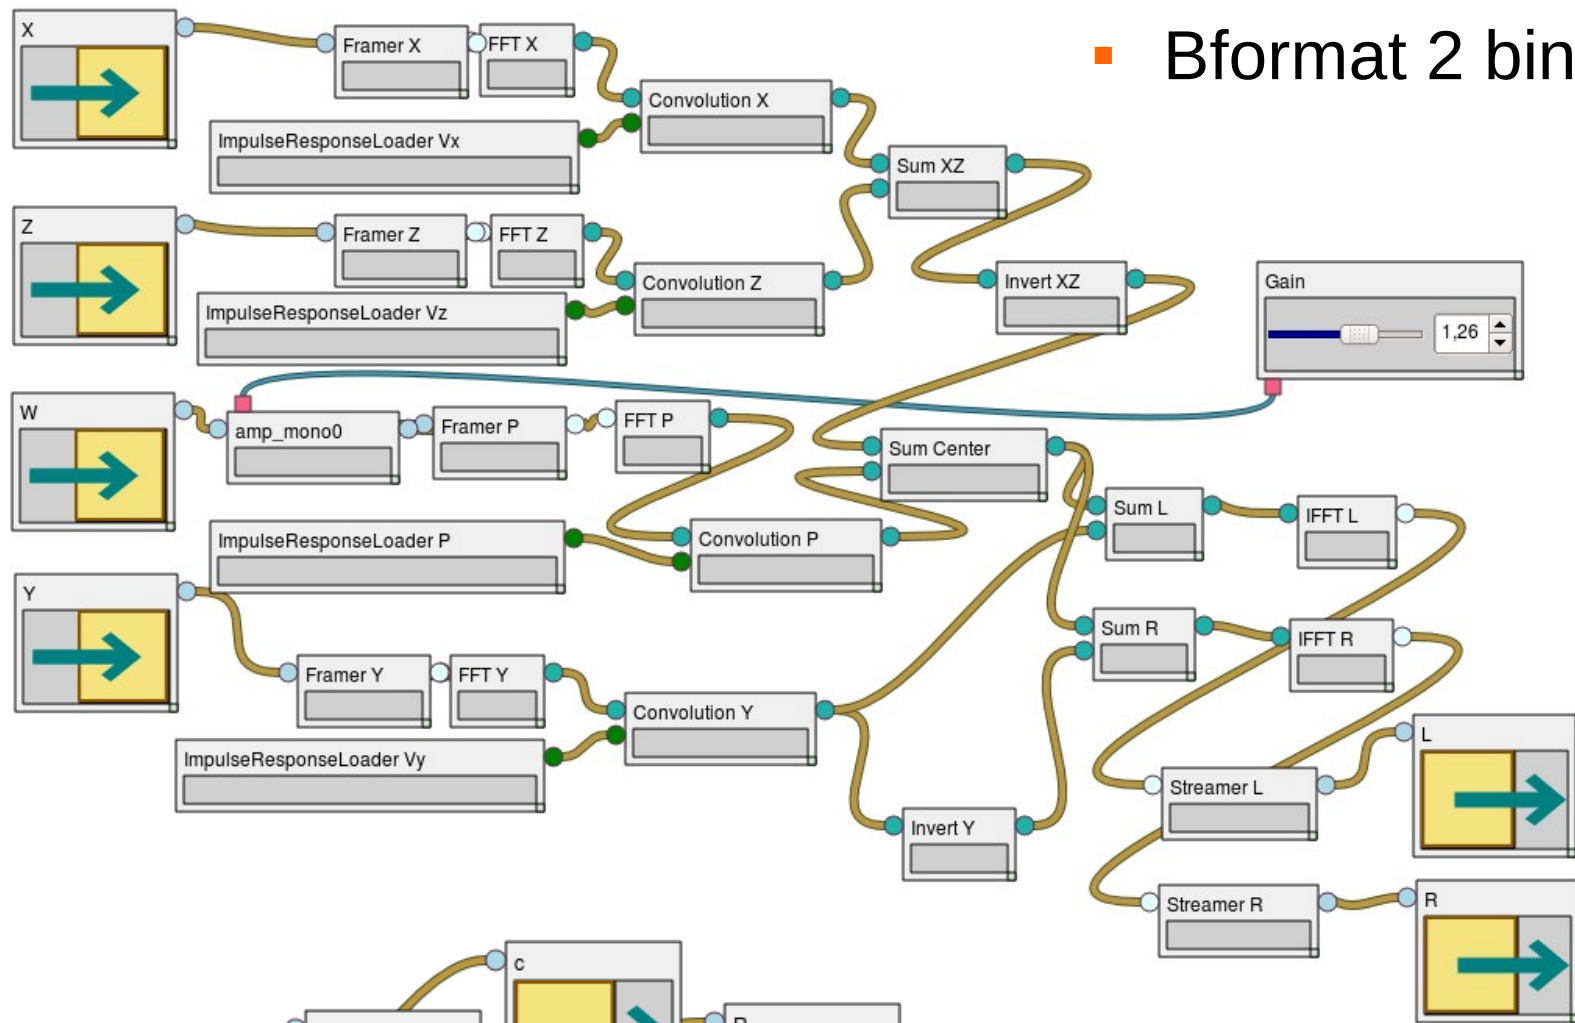 Bformat 2 bin
X
Framer X
FFT X
Convolution X
ImpulseResponseLoader Vx
Sum XZ
Z
Framer Z
FFT Z
Convolution Z
ImpulseResponseLoader Vz
Invert XZ
Gain
1,26
W
amp_mono0
Framer P
FFT P
Sum Center
ImpulseResponseLoader P
Convolution P
Sum L
IFFT L
Y
Framer Y
FFT Y
Sum R
IFFT R
Convolution Y
ImpulseResponseLoader Vy
L
Streamer L
Invert Y
Streamer R
R
c